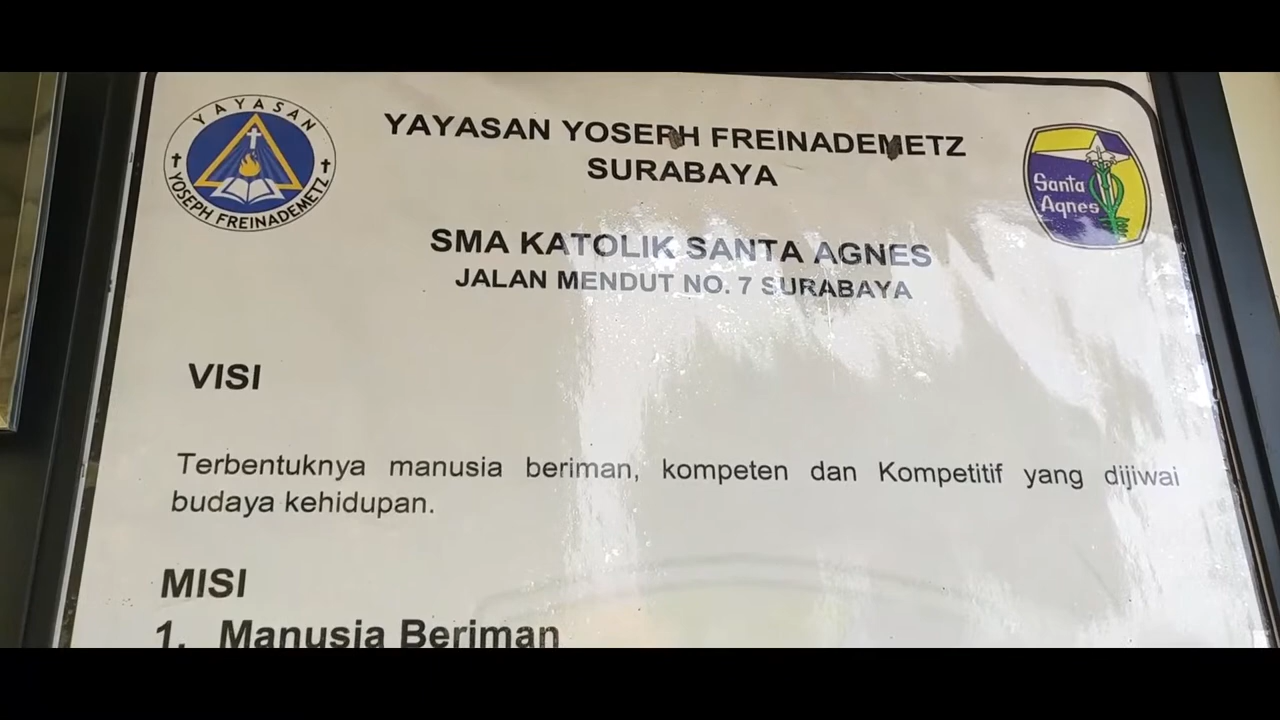 YAYASAN
YOSEPH FREINADEMETZ
YAYASAN YOSEPH FREINADEMETZ
SURABAYA
Santa
Agnes
SMA KATOLIK SANTA AGNES
JALAN MENDUT NO. 7 SURABAYA
VISI
Terbentuknya manusia beriman, kompeten dan Kompetitif yang dijiwai
budaya kehidupan.
MISI
1. Manusia Beriman